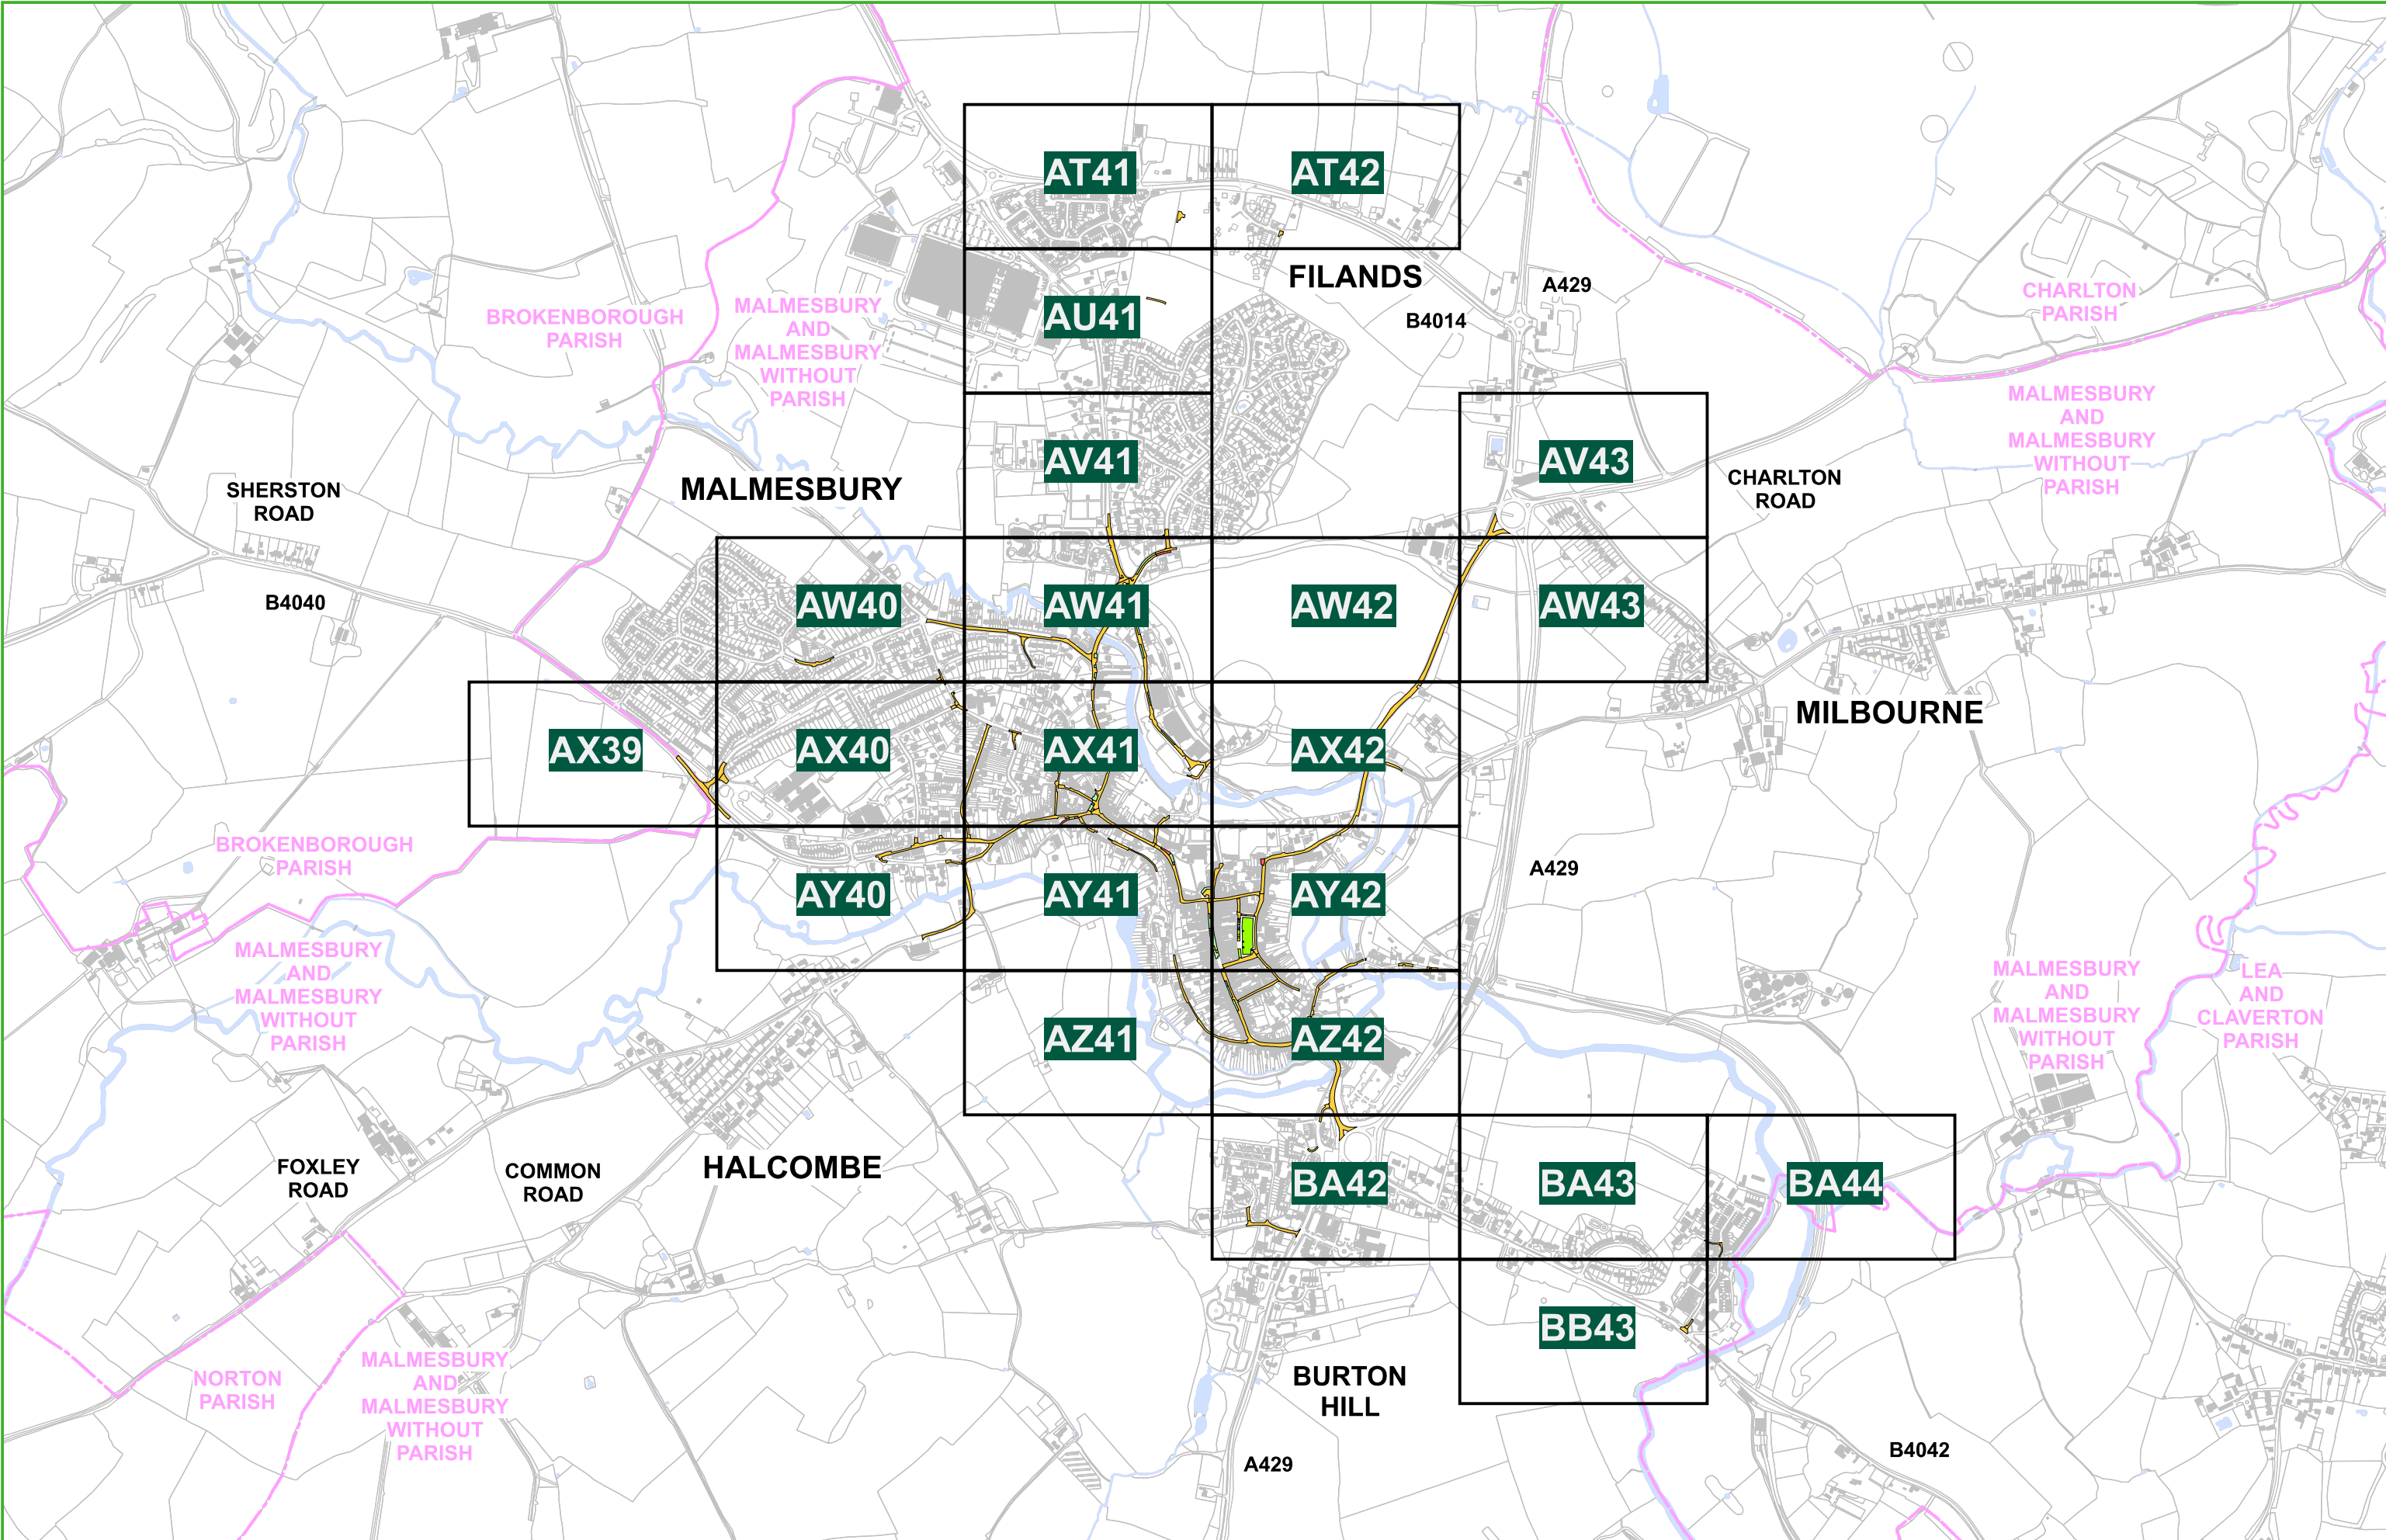 AT41
AT42
FILANDS
A429
CHARLTON
PARISH
BROKENBOROUGH
PARISH
MALMESBURY
AND
MALMESBURY
WITHOUT
PARISH
AU41
B4014
MALMESBURY
AND
MALMESBURY
WITHOUT
PARISH
AV41
AV43
CHARLTON
ROAD
SHERSTON
ROAD
MALMESBURY
B4040
AW40
AW41
AW42
AW43
MILBOURNE
AX39
AX40
AX41
AX42
BROKENBOROUGH
PARISH
A429
AY40
AY41
AY42
MALMESBURY
AND
MALMESBURY
WITHOUT
PARISH
MALMESBURY
AND
MALMESBURY
WITHOUT
PARISH
LEA
AND
CLAVERTON
PARISH
AZ41
AZ42
FOXLEY
ROAD
COMMON
ROAD
HALCOMBE
BA42
BA43
BA44
BB43
NORTON
PARISH
MALMESBURY
AND
MALMESBURY
WITHOUT
PARISH
BURTON
HILL
A429
B4042